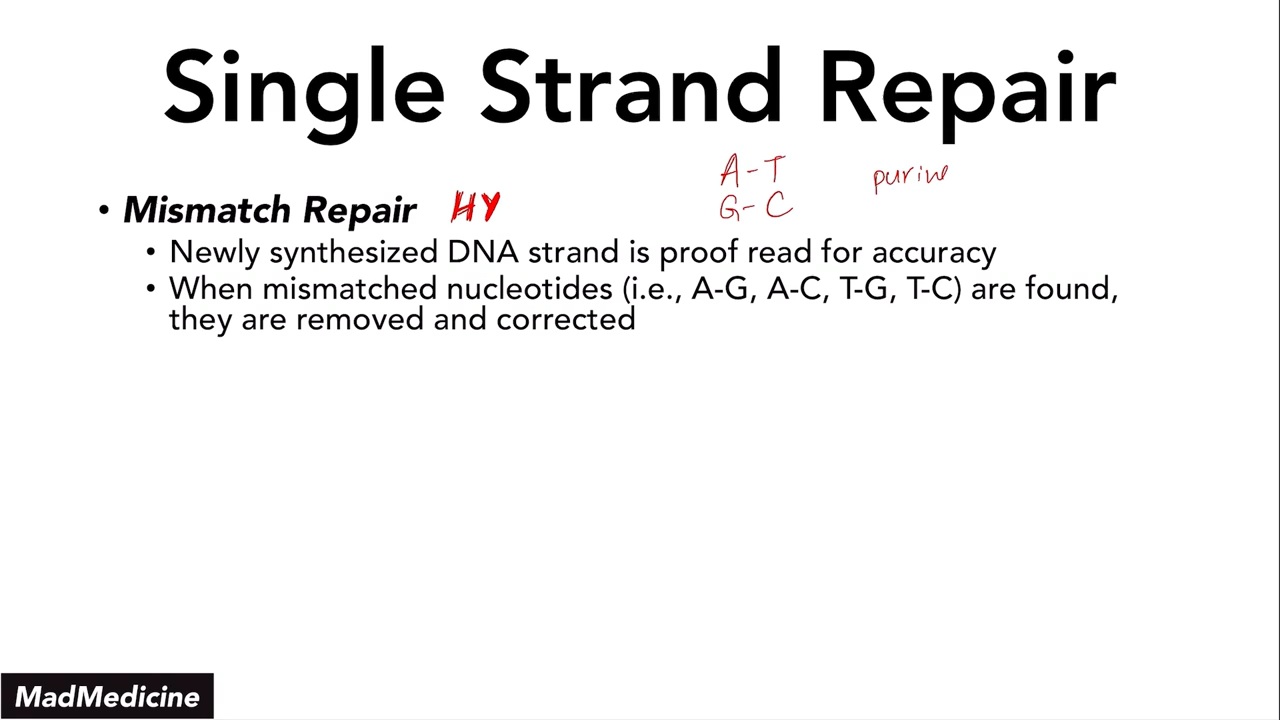 Single Strand Repair
A-T
G-C
purine
• Mismatch Repair HY
• Newly synthesized DNA strand is proof read for accuracy
• When mismatched nucleotides (i.e., A-G, A-C, T-G, T-C) are found,
they are removed and corrected
MadMedicine